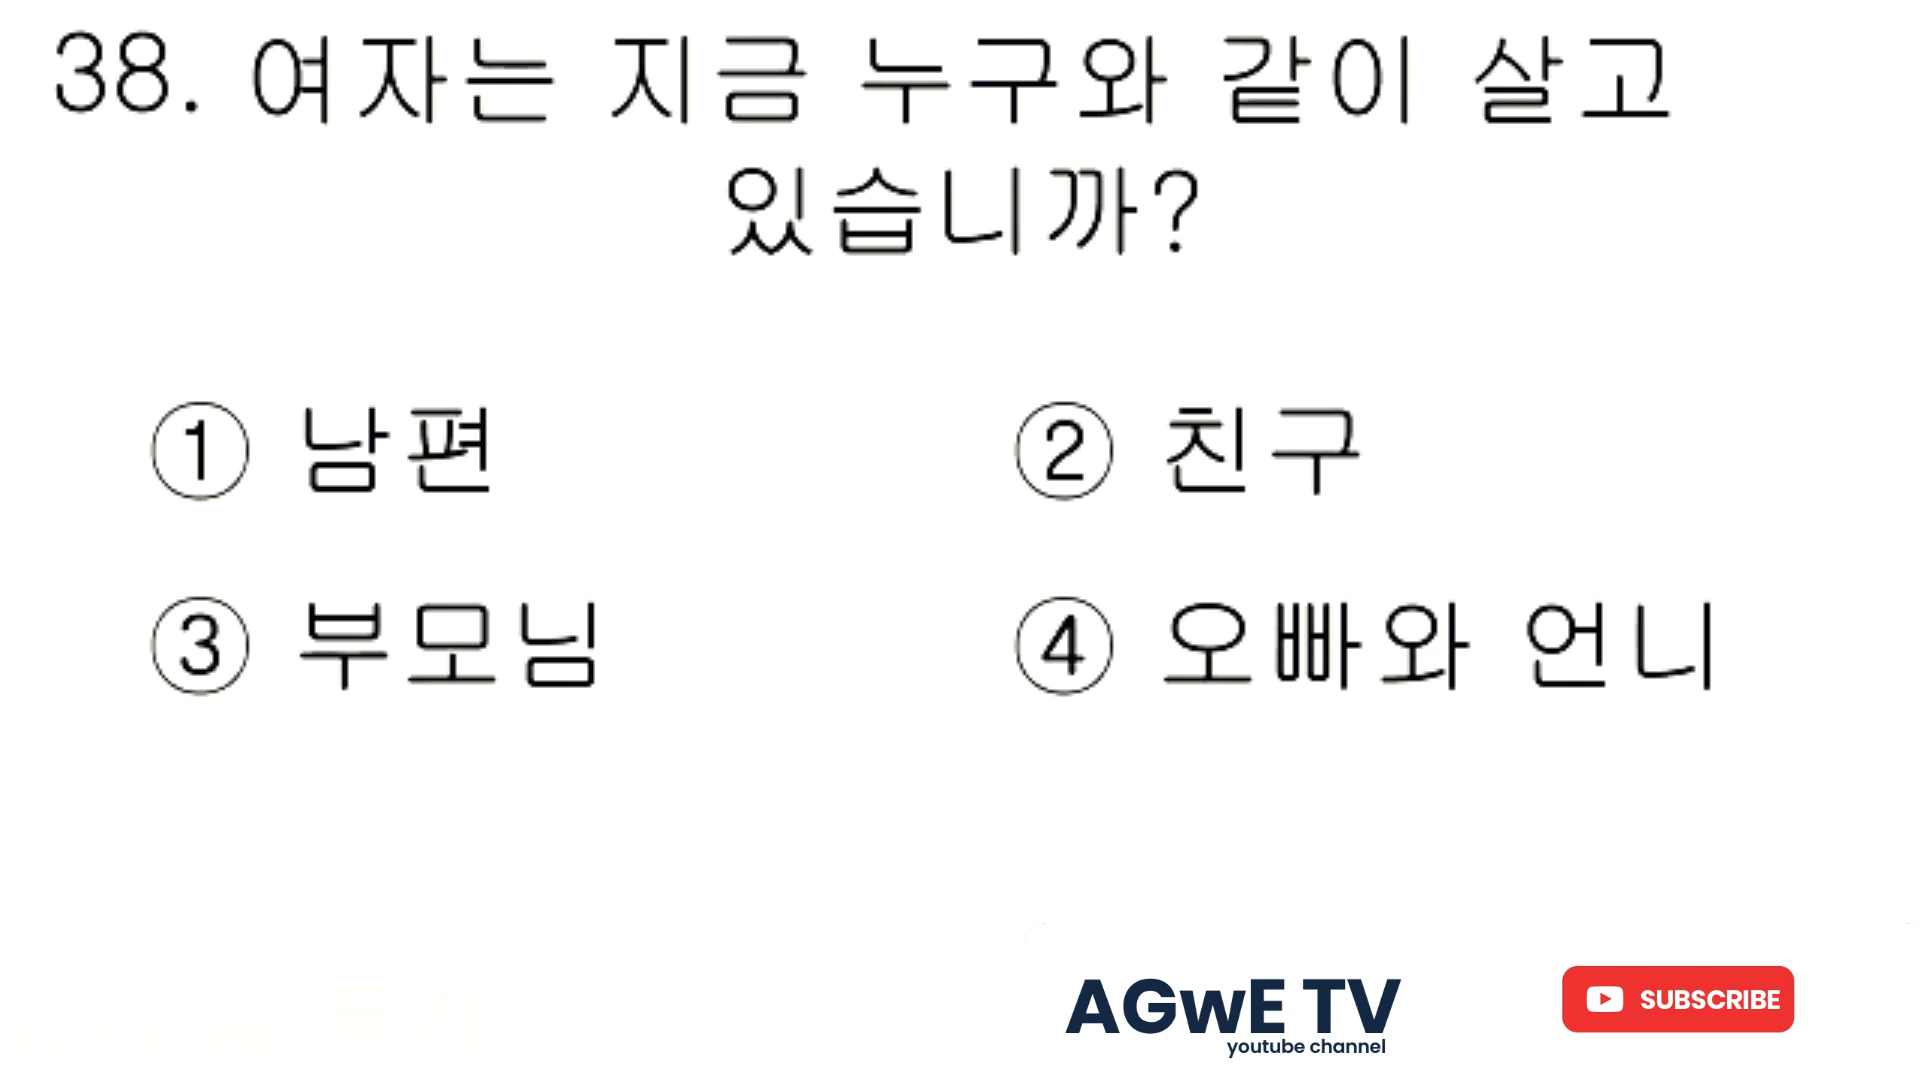 38. 여자는 지금 누구와 같이 살고
있습니까?
① 남편
② 친구
③ 부모님
④ 오빠와 언니
AGwE TV
youtube channel
SUBSCRIBE